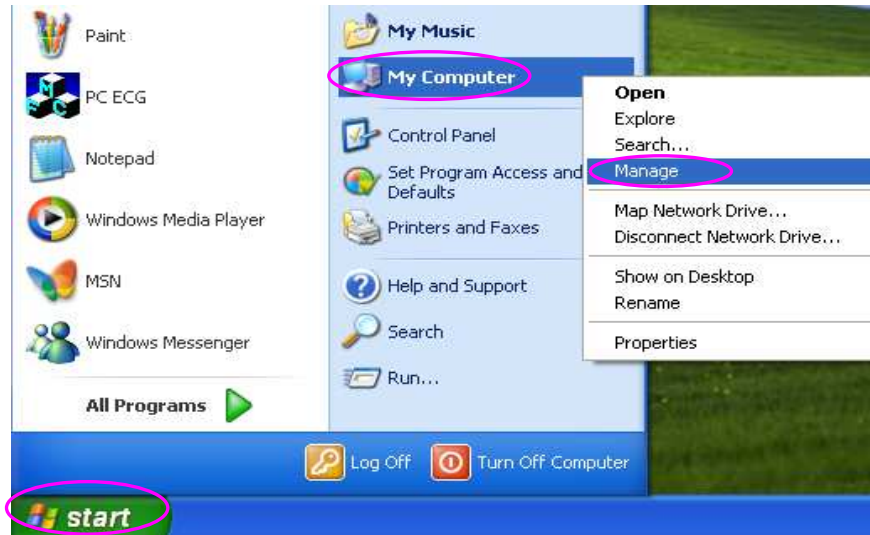 Paint
PC ECG
Notepad
Windows Media Player
MSN
Windows Messenger
All Programs
My Music
My Computer
Control Panel
Set Program Access and
Defaults
Printers and Faxes
Help and Support
Search
Run...
Open
Explore
Search...
Manage
Map Network Drive...
Disconnect Network Drive...
Show on Desktop
Rename
Properties
Log Off
Turn Off Computer
start